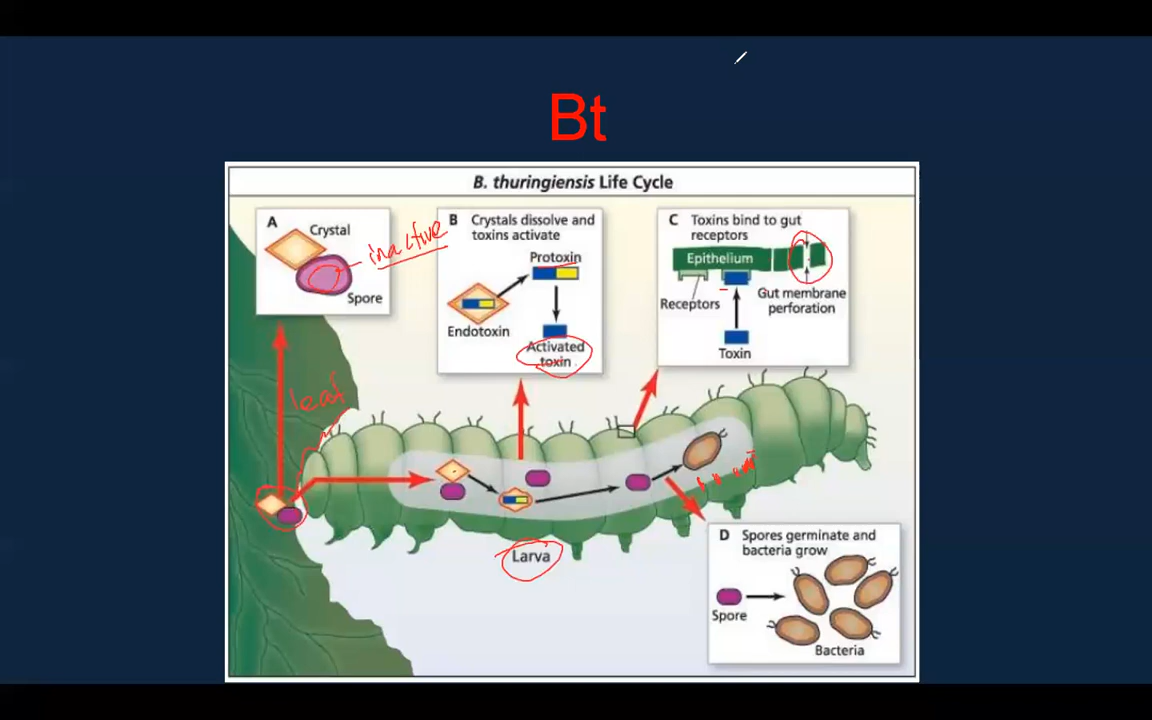 Bt
B. thuringiensis Life Cycle
A
Crystal
Spore
inactive
B Crystals dissolve and
toxins activate
Protoxin
Endotoxin
Activated
toxin
C Toxins bind to gut
receptors
Epithelium
Receptors
Gut membrane
perforation
Toxin
leaf
Larva
D Spores germinate and
bacteria grow
Spore
Bacteria